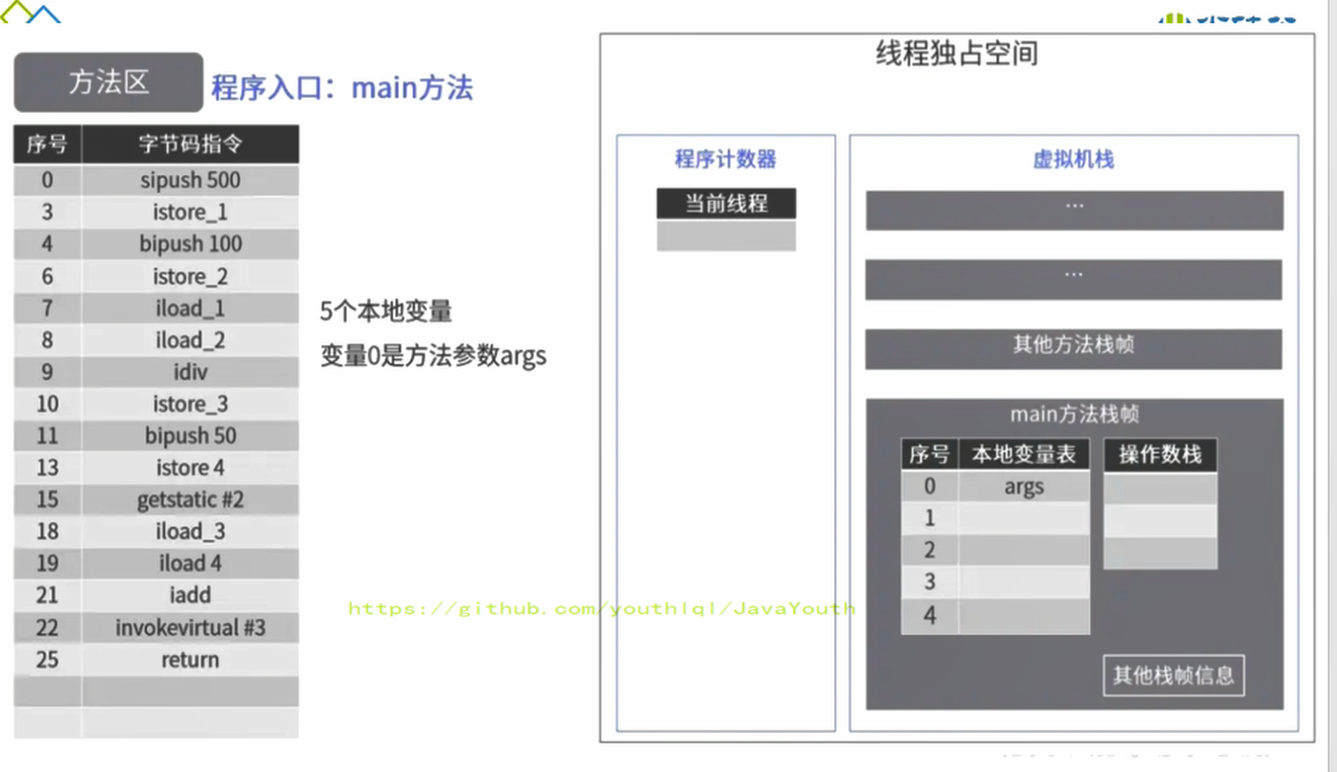 方法区
程序入口：main方法
序号 字节码指令
0 sipush 500
3 istore_1
4 bipush 100
6 istore_2
7 iload_1
8 iload_2
9 idiv
10 istore_3
11 bipush 50
13 istore 4
15 getstatic #2
18 iload_3
19 iload 4
21 iadd
22 invokevirtual #3
25 return
5个本地变量
变量0是方法参数args
https://github.com/youthlql/JavaYouth
线程独占空间
程序计数器
当前线程
虚拟机栈
...
...
其他方法栈帧
main方法栈帧
序号 本地变量表 操作数栈
0 args
1
2
3
4
其他栈帧信息